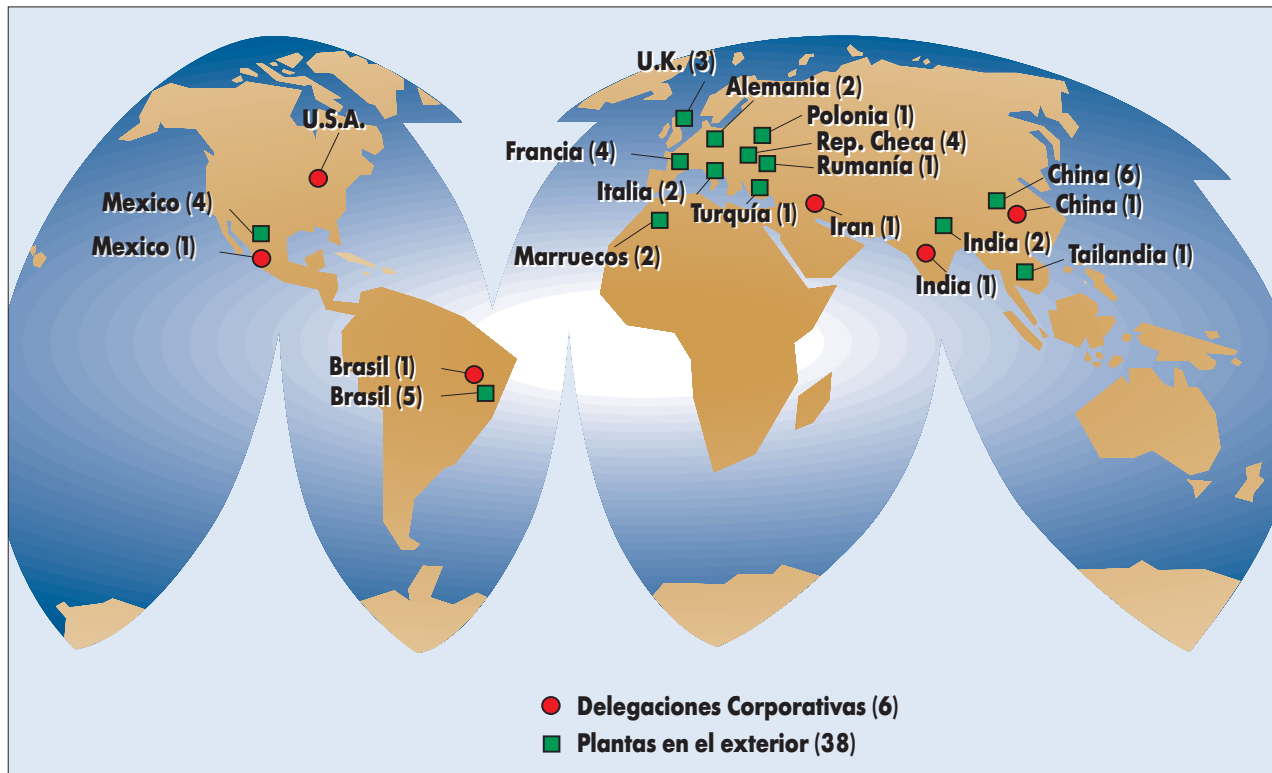 U.K. (3)
Alemania (2)
U.S.A.
Polonia (1)
Rep. Checa (4)
Francia (4)
Rumanía (1)
China (6)
Italia (2)
Mexico (4)
Turquía (1)
China (1)
Iran (1)
Mexico (1)
India (2)
Marruecos (2)
Tailandia (1)
India (1)
Brasil (1)
Brasil (5)
Delegaciones Corporativas (6)
Plantas en el exterior (38)